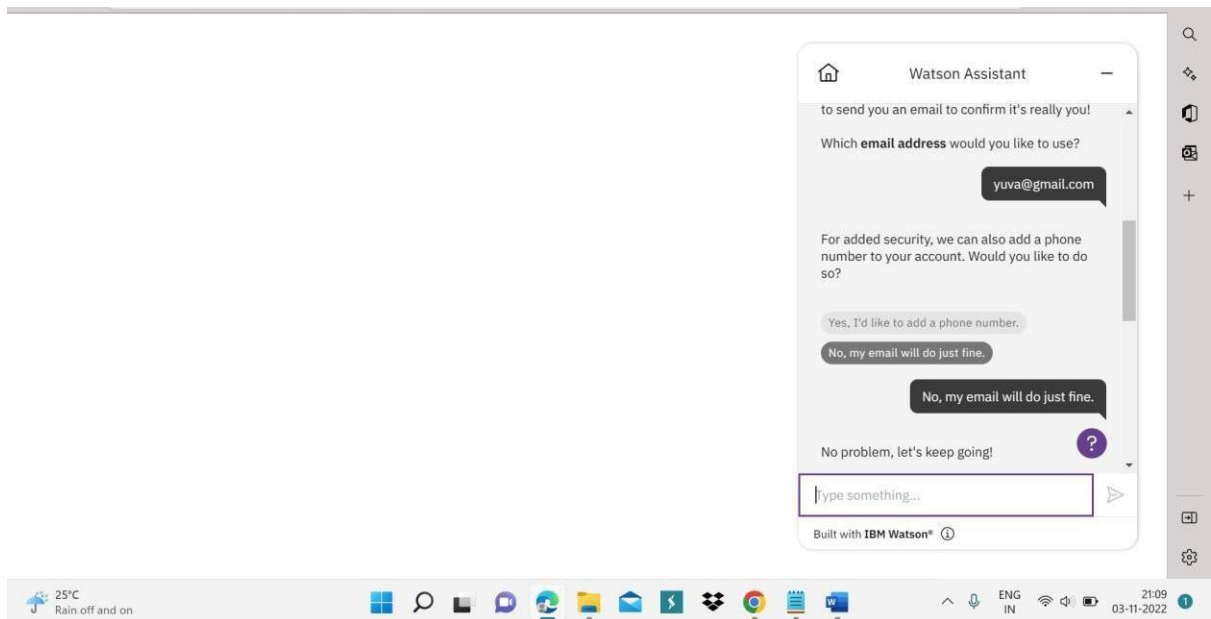 Watson Assistant
to send you an email to confirm it's really you!
Which email address would you like to use?
yuva@gmail.com
For added security, we can also add a phone
number to your account. Would you like to do
so?
Yes, I'd like to add a phone number.
No, my email will do just fine.
No, my email will do just fine.
No problem, let's keep going!
?
Type something...
Built with IBM Watson®
25°C
Rain off and on
ENG
IN
21:09
03-11-2022
1